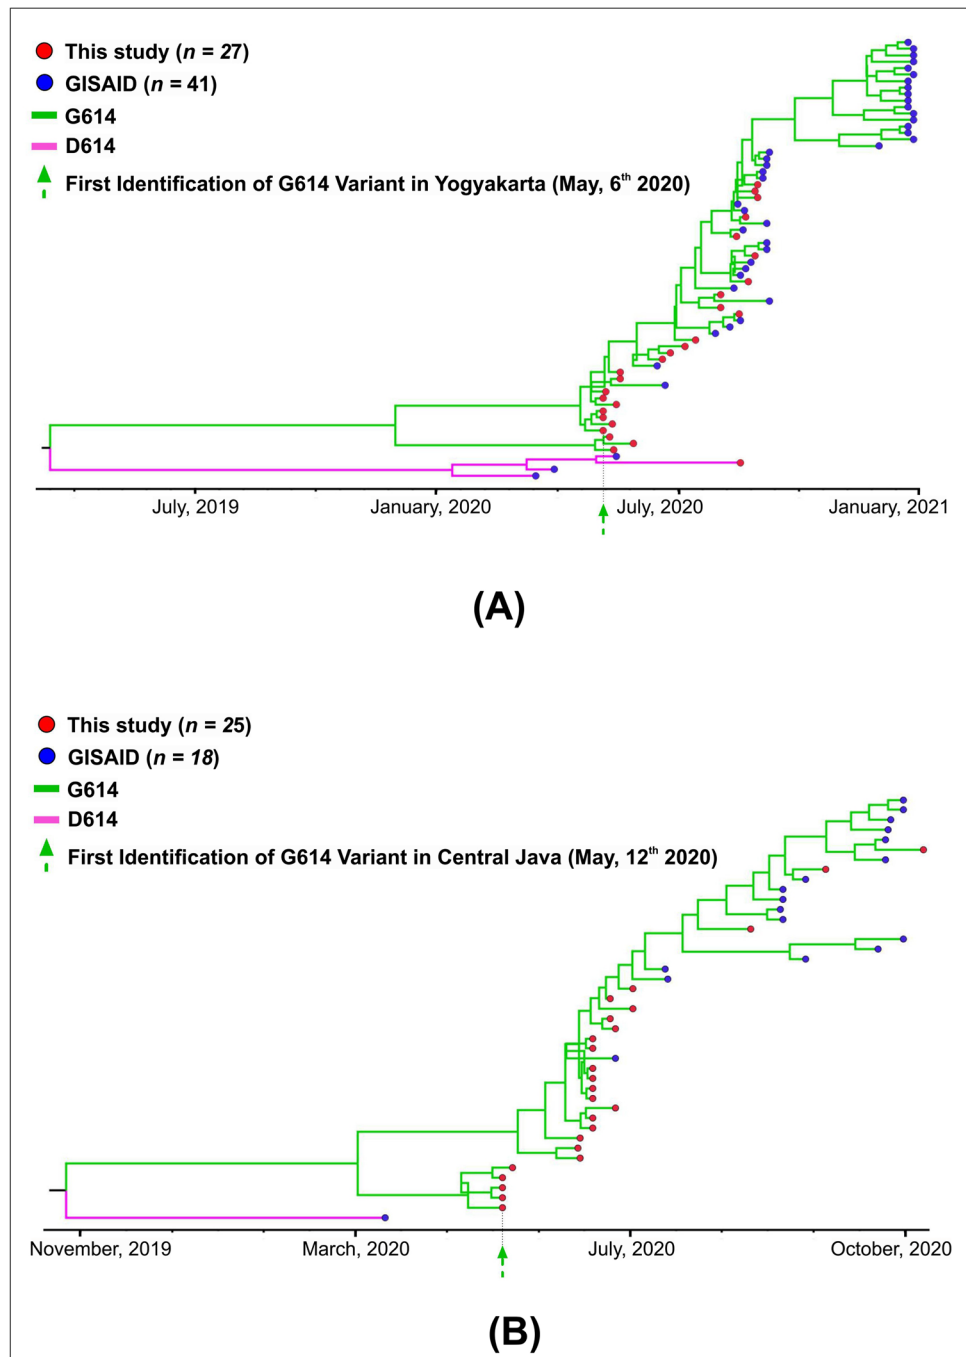 This study (n = 27)
GISAID (n = 41)
G614
D614
First Identification of G614 Variant in Yogyakarta (May, 6th 2020)
July, 2019
January, 2020
July, 2020
January, 2021
(A)
This study (n = 25)
GISAID (n = 18)
G614
D614
First Identification of G614 Variant in Central Java (May, 12th 2020)
November, 2019
March, 2020
July, 2020
October, 2020
(B)